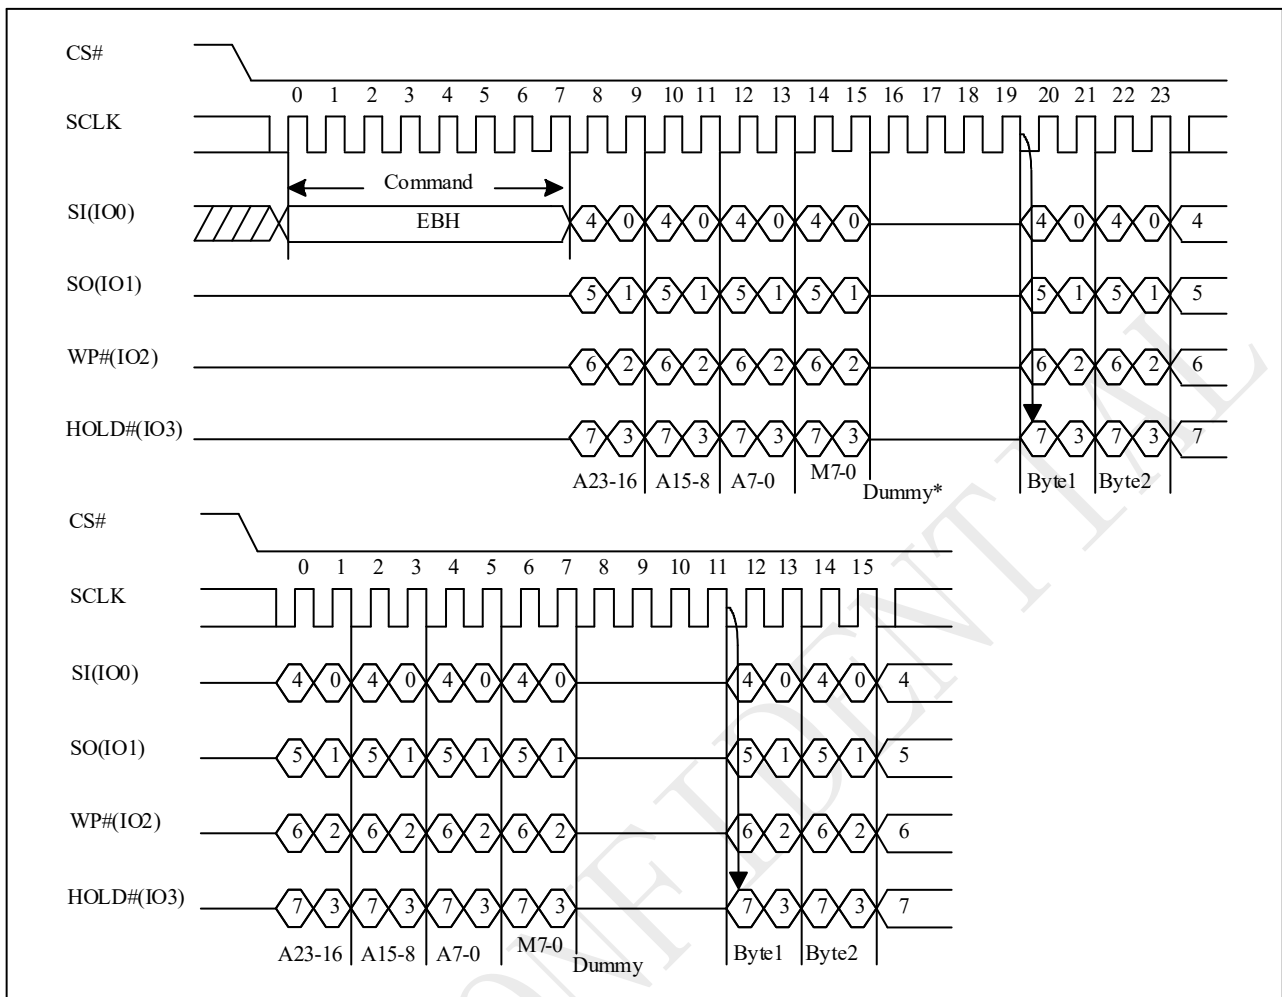 CS#
0 1 2 3 4 5 6 7 8 9 10 11 12 13 14 15 16 17 18 19 20 21 22 23
SCLK
Command
SI(IO0) EBH 4 0 4 0 4 0 4 0 4 0 4 0 4
SO(IO1) 5 1 5 1 5 1 5 1 5 1 5 1 5
WP#(IO2) 6 2 6 2 6 2 6 2 6 2 6 2 6
HOLD#(IO3) 7 3 7 3 7 3 7 3 7 3 7 3 7
A23-16 A15-8 A7-0 M7-0 Dummy* Byte1 Byte2
CS#
0 1 2 3 4 5 6 7 8 9 10 11 12 13 14 15
SCLK
SI(IO0) 4 0 4 0 4 0 4 0 4 0 4 0 4
SO(IO1) 5 1 5 1 5 1 5 1 5 1 5 1 5
WP#(IO2) 6 2 6 2 6 2 6 2 6 2 6 2 6
HOLD#(IO3) 7 3 7 3 7 3 7 3 7 3 7 3 7
A23-16 A15-8 A7-0 M7-0 Dummy Byte1 Byte2
ONFIDENTIAL